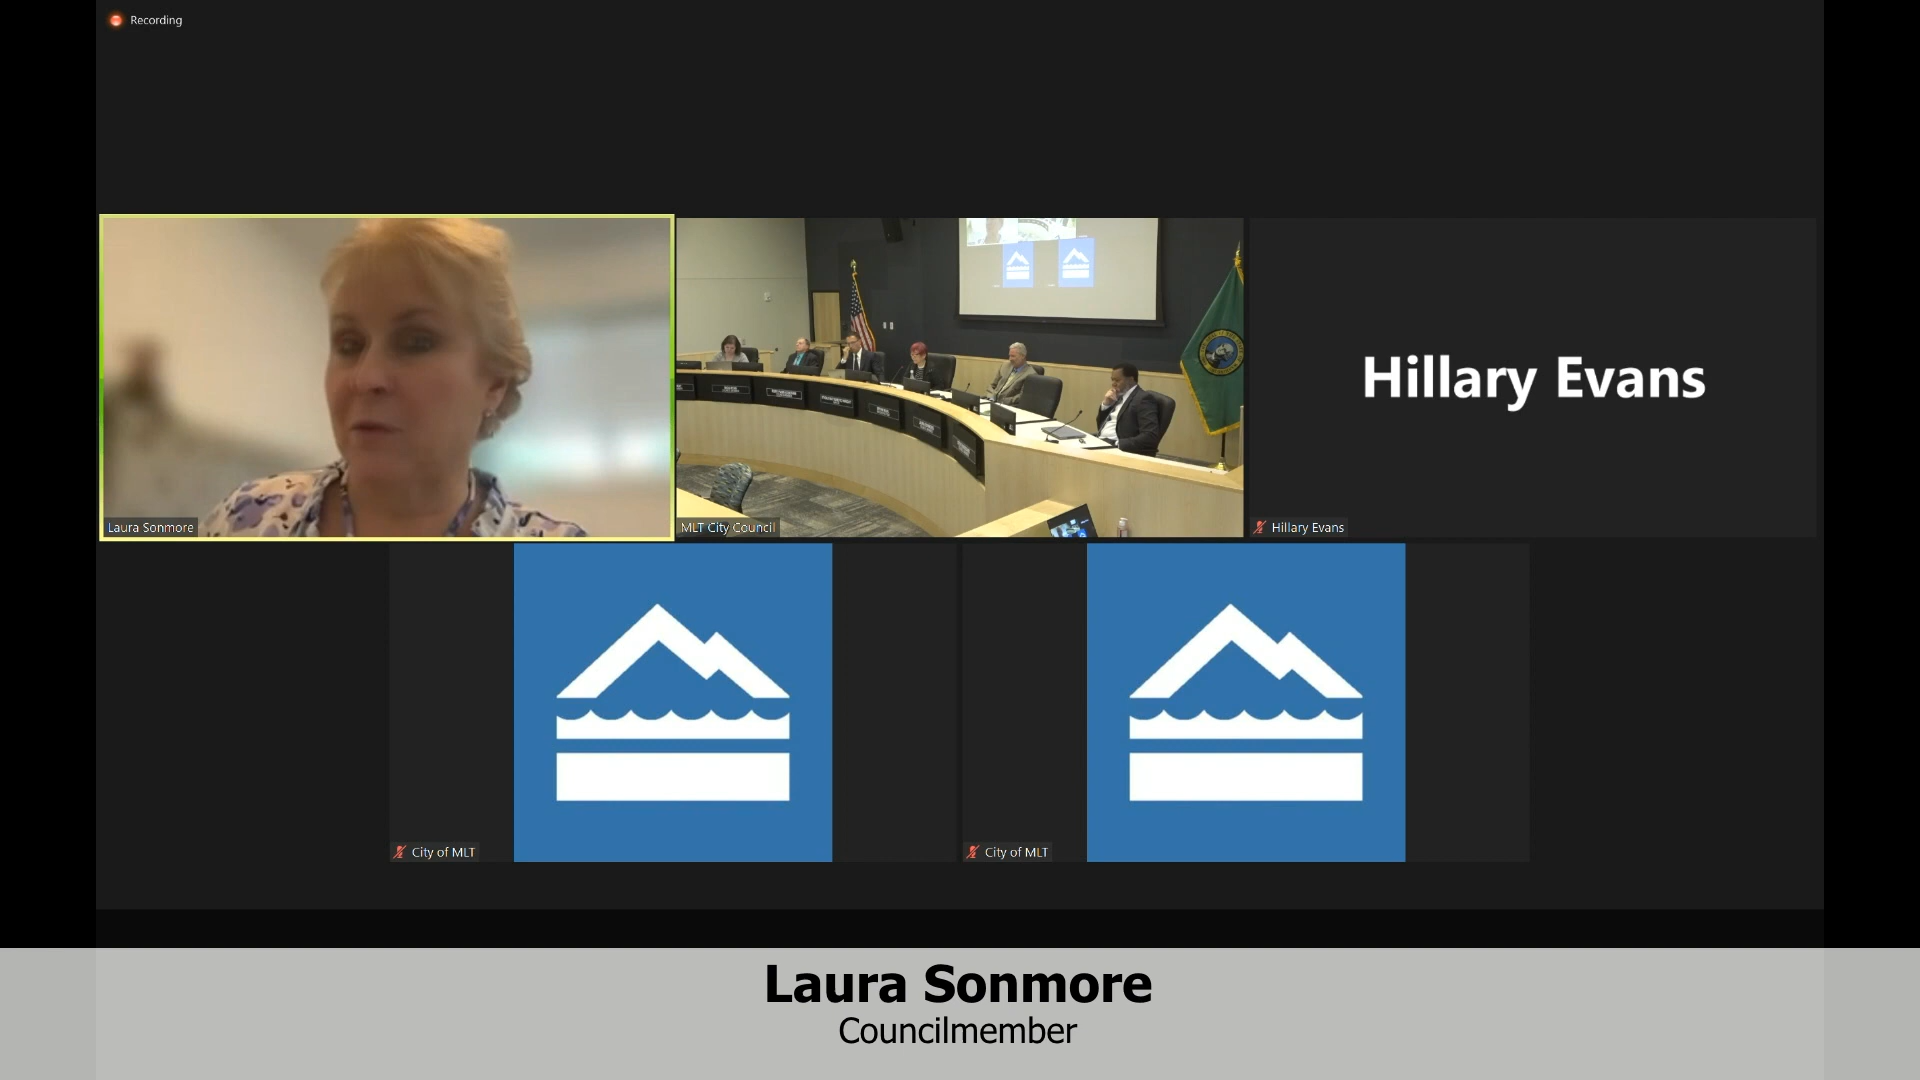 Recording
Laura Sonmore
MLT City Council
Hillary Evans
Hillary Evans
City of MLT
City of MLT
Laura Sonmore
Councilmember